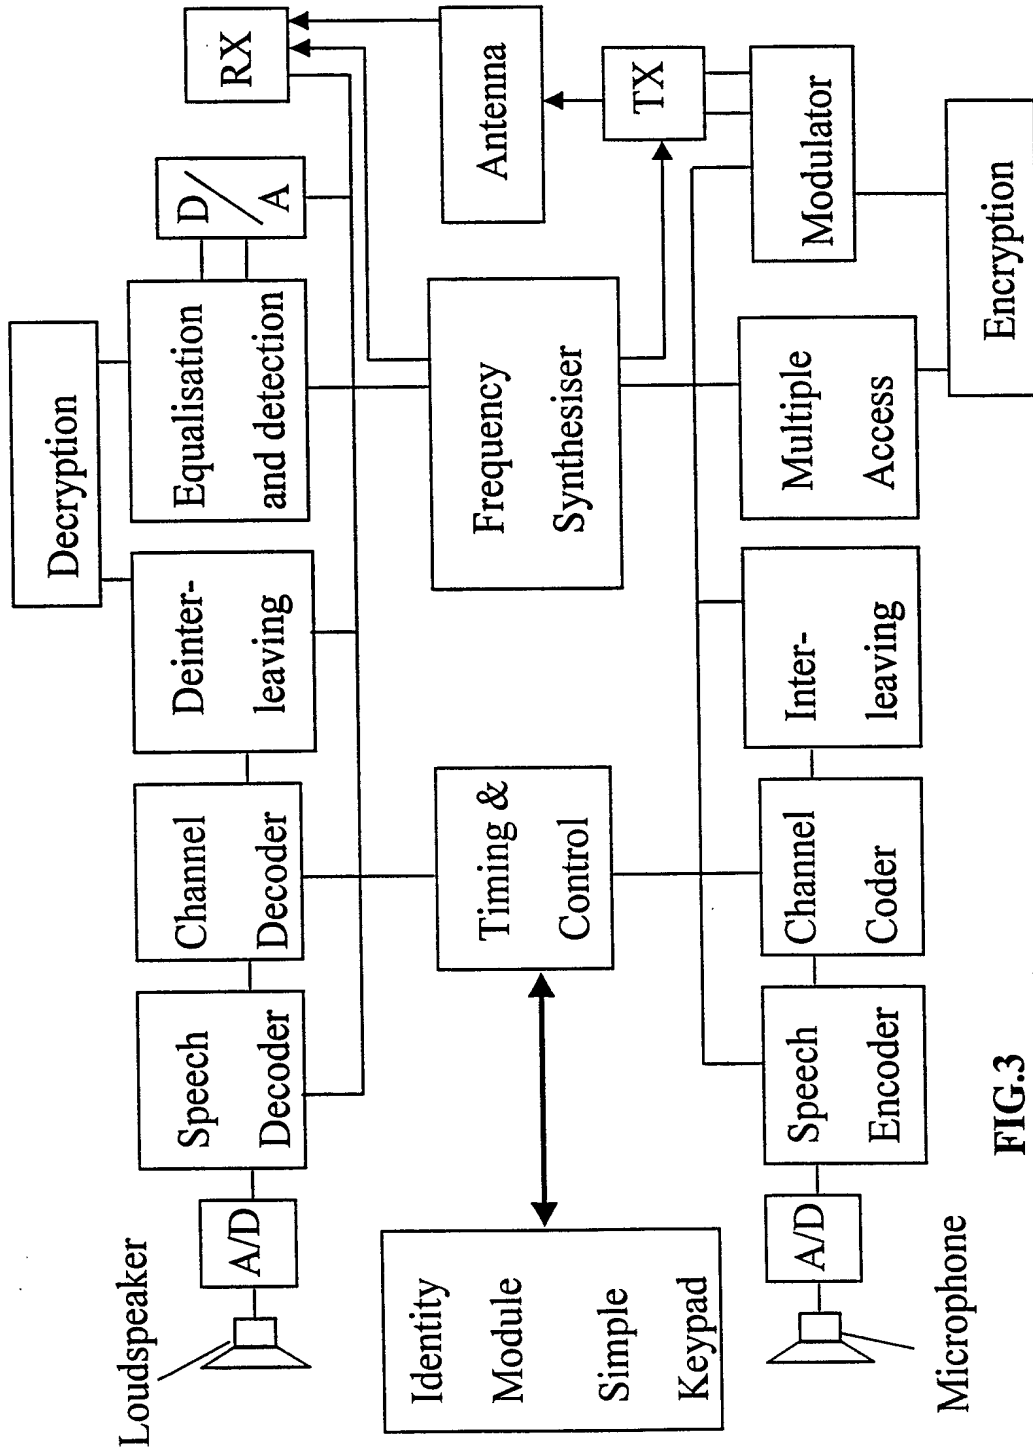 Decryption
Loudspeaker
A/D
Speech
Decoder
Channel
Decoder
Deinter-
leaving
Equalisation
and detection
D/A
RX
Identity
Module
Simple
Keypad
Timing &
Control
Frequency
Synthesiser
Antenna
TX
Microphone
A/D
Speech
Encoder
Channel
Coder
Inter-
leaving
Multiple
Access
Modulator
Encryption
FIG.3